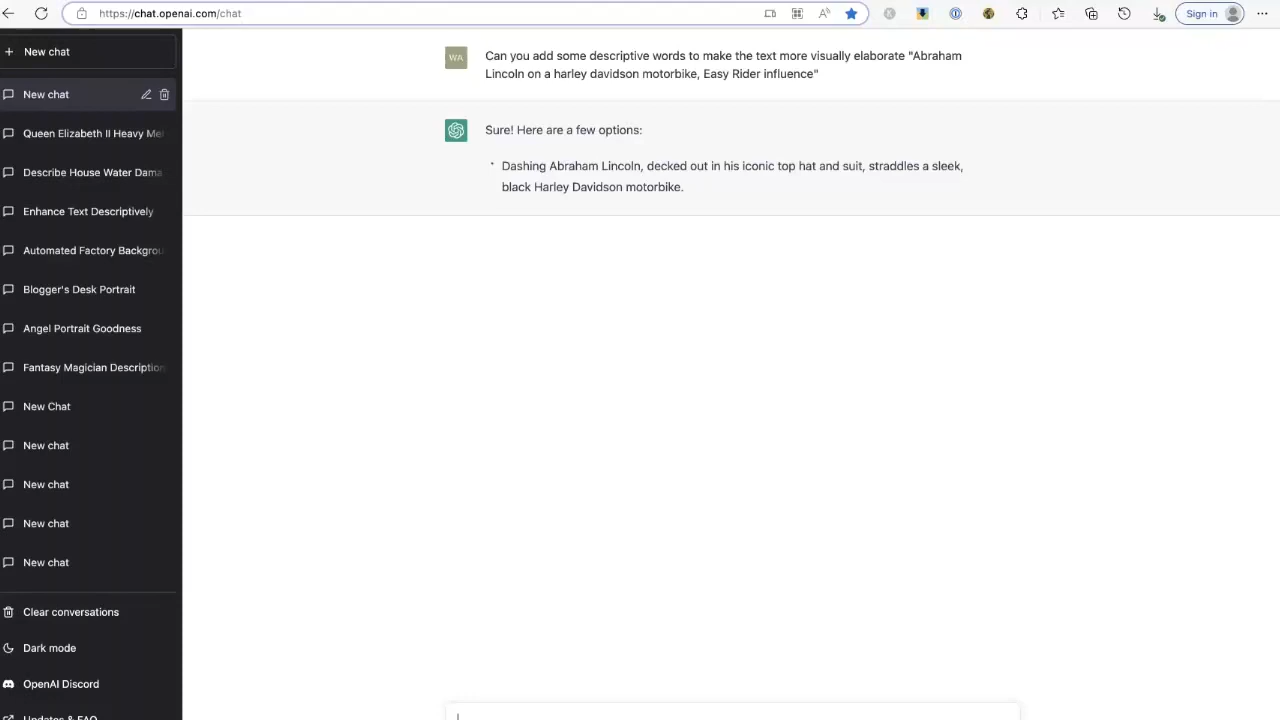 https://chat.openai.com/chat
Sign in
New chat
New chat
Queen Elizabeth II Heavy Me
Describe House Water Dama
Enhance Text Descriptively
Automated Factory Backgrou
Blogger's Desk Portrait
Angel Portrait Goodness
Fantasy Magician Description
New Chat
New chat
New chat
New chat
New chat
Clear conversations
Dark mode
OpenAI Discord
Updates & FAQ
WA
Can you add some descriptive words to make the text more visually elaborate "Abraham
Lincoln on a harley davidson motorbike, Easy Rider influence"
Sure! Here are a few options:
• Dashing Abraham Lincoln, decked out in his iconic top hat and suit, straddles a sleek,
black Harley Davidson motorbike.